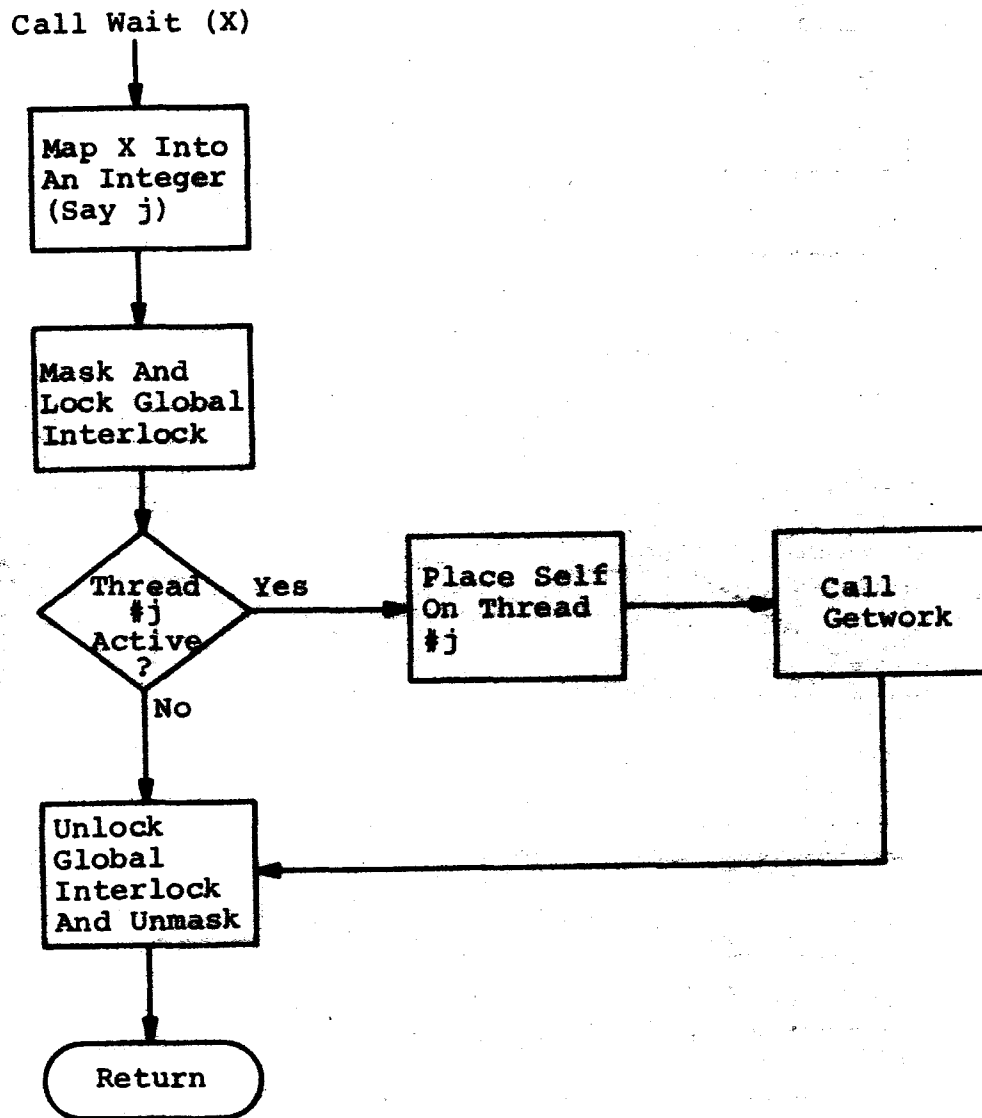 Call Wait (X)
Map X Into
An Integer
(Say j)
Mask And
Lock Global
Interlock
Thread
#j
Active
?
Yes
No
Place Self
On Thread
#j
Call
Getwork
Unlock
Global
Interlock
And Unmask
Return